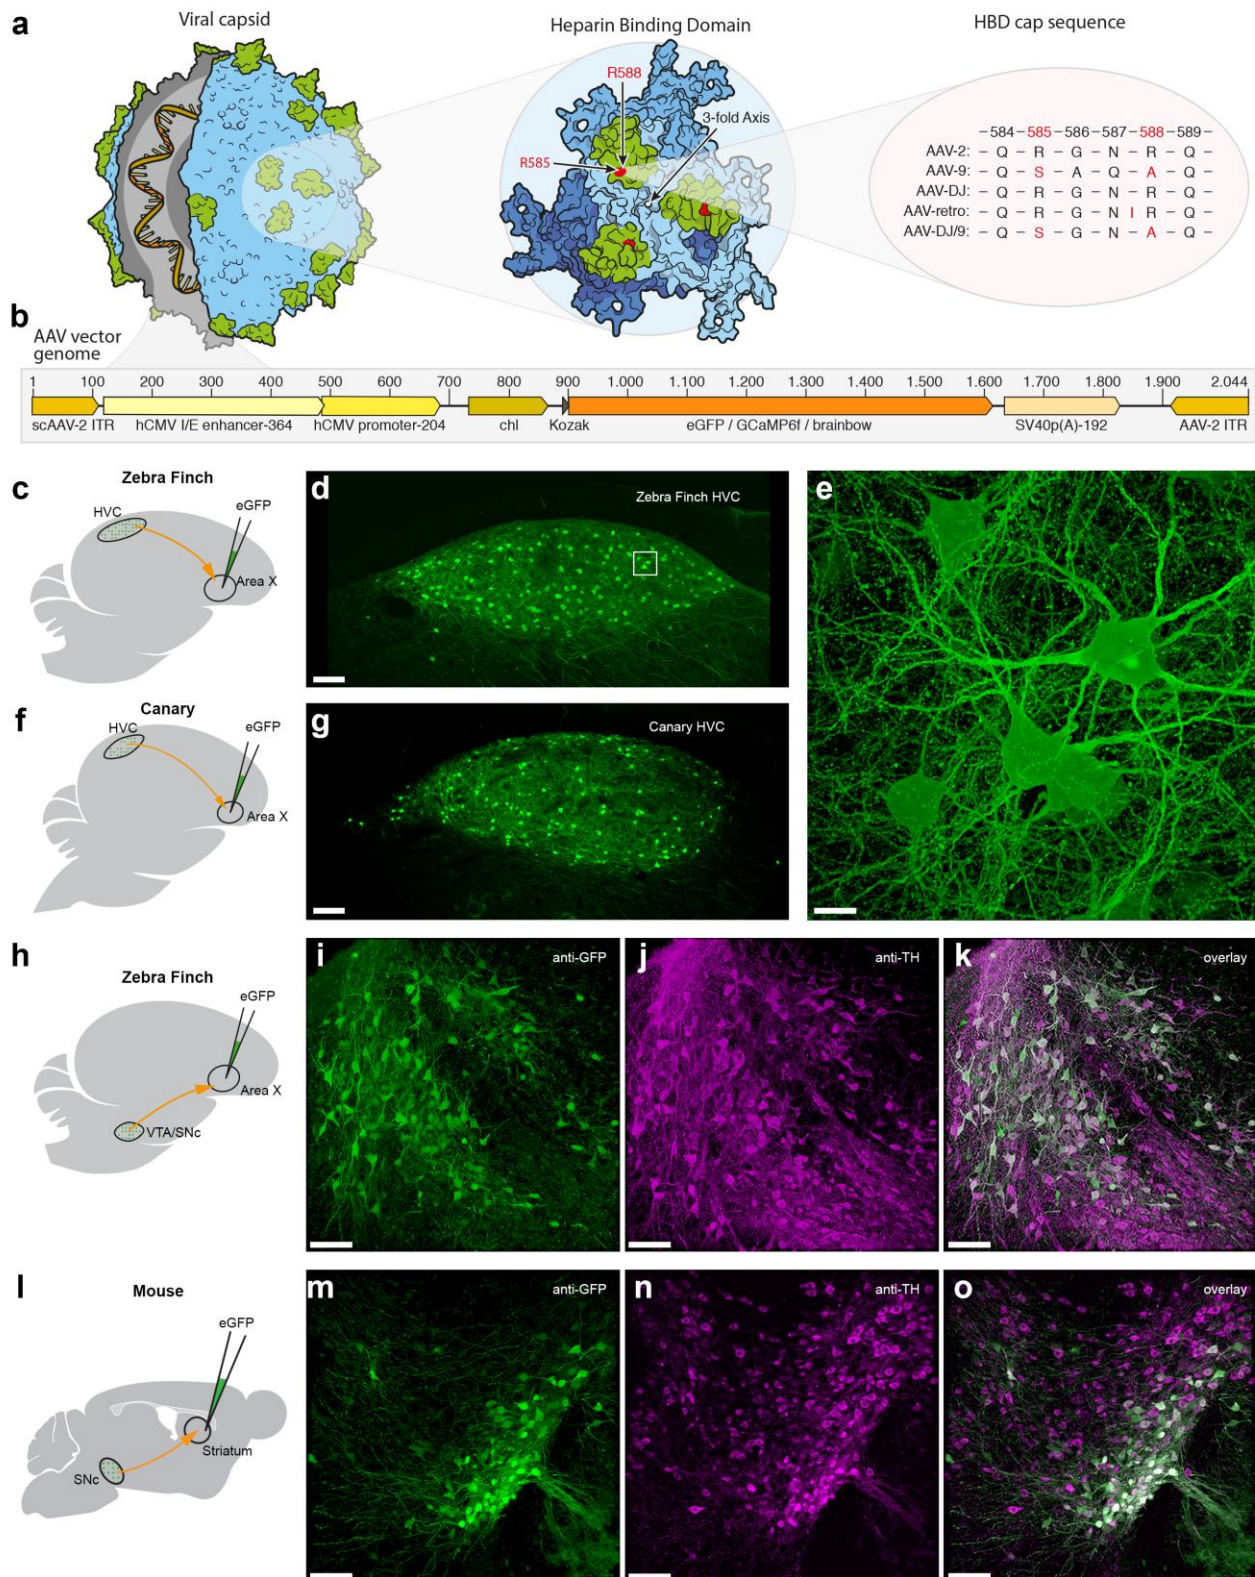 a
Viral capsid
Heparin Binding Domain
HBD cap sequence
R588
3-fold Axis
R585
– 584 – 585 – 586 – 587 – 588 – 589 –
AAV-2: – Q – R – G – N – R – Q –
AAV-9: – Q – S – A – Q – A – Q –
AAV-DJ: – Q – R – G – N – R – Q –
AAV-retro: – Q – R – G – N I R – Q –
AAV-DJ/9: – Q – S – G – N – A – Q –
b
AAV vector
genome
1 100 200 300 400 500 600 700 800 900 1.000 1.100 1.200 1.300 1.400 1.500 1.600 1.700 1.800 1.900 2.044
scAAV-2 ITR hCMV I/E enhancer-364 hCMV promoter-204 chI Kozak eGFP / GCaMP6f / brainbow SV40p(A)-192 AAV-2 ITR
c
Zebra Finch
HVC
eGFP
Area X
d
Zebra Finch HVC
e
f
Canary
HVC
eGFP
Area X
g
Canary HVC
h
Zebra Finch
eGFP
Area X
VTA/SNc
i
anti-GFP
j
anti-TH
k
overlay
l
Mouse
eGFP
Striatum
SNc
m
anti-GFP
n
anti-TH
o
overlay